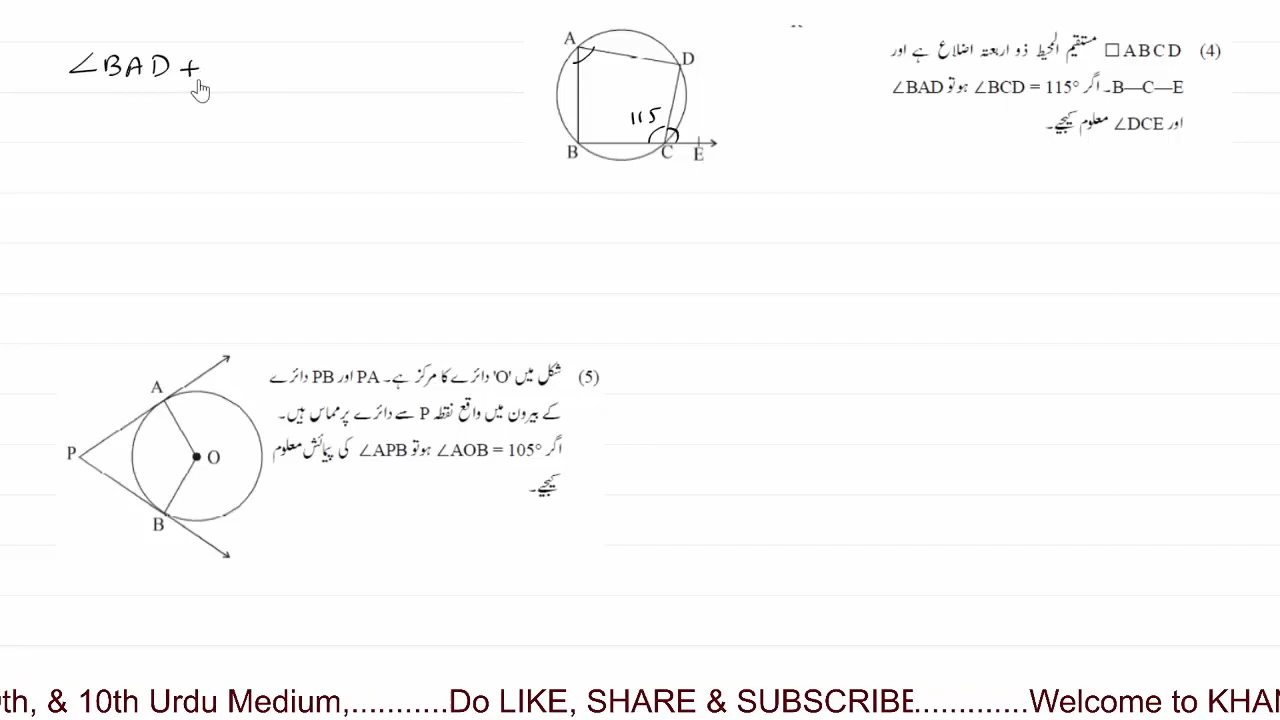 ∠BAD +
(4) □ABCD مستقیم المحیط ذو اربعتہ اضلاع ہے اور
B—C—E۔ اگر ∠BCD = 115° ہو تو ∠BAD
اور ∠DCE معلوم کیجیے۔
A
D
115
B
C
E
(5) شکل میں 'O' دائرے کا مرکز ہے۔ PA اور PB دائرے
کے بیرون میں واقع نقطہ P سے دائرے پر مماس ہیں۔
اگر ∠AOB = 105° ہو تو ∠APB کی پیمائش معلوم
کیجیے۔
A
P
O
B
9th, & 10th Urdu Medium,...........Do LIKE, SHARE & SUBSCRIBE.............Welcome to KHAN